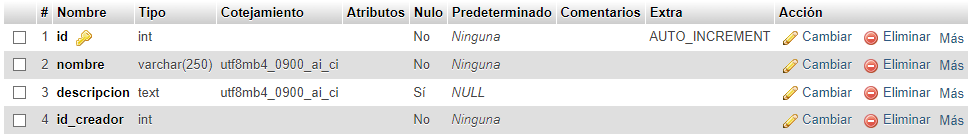 # Nombre Tipo Cotejamiento Atributos Nulo Predeterminado Comentarios Extra Acción
1 id int No Ninguna AUTO_INCREMENT Cambiar Eliminar Más
2 nombre varchar(250) utf8mb4_0900_ai_ci No Ninguna Cambiar Eliminar Más
3 descripcion text utf8mb4_0900_ai_ci Sí NULL Cambiar Eliminar Más
4 id_creador int No Ninguna Cambiar Eliminar Más